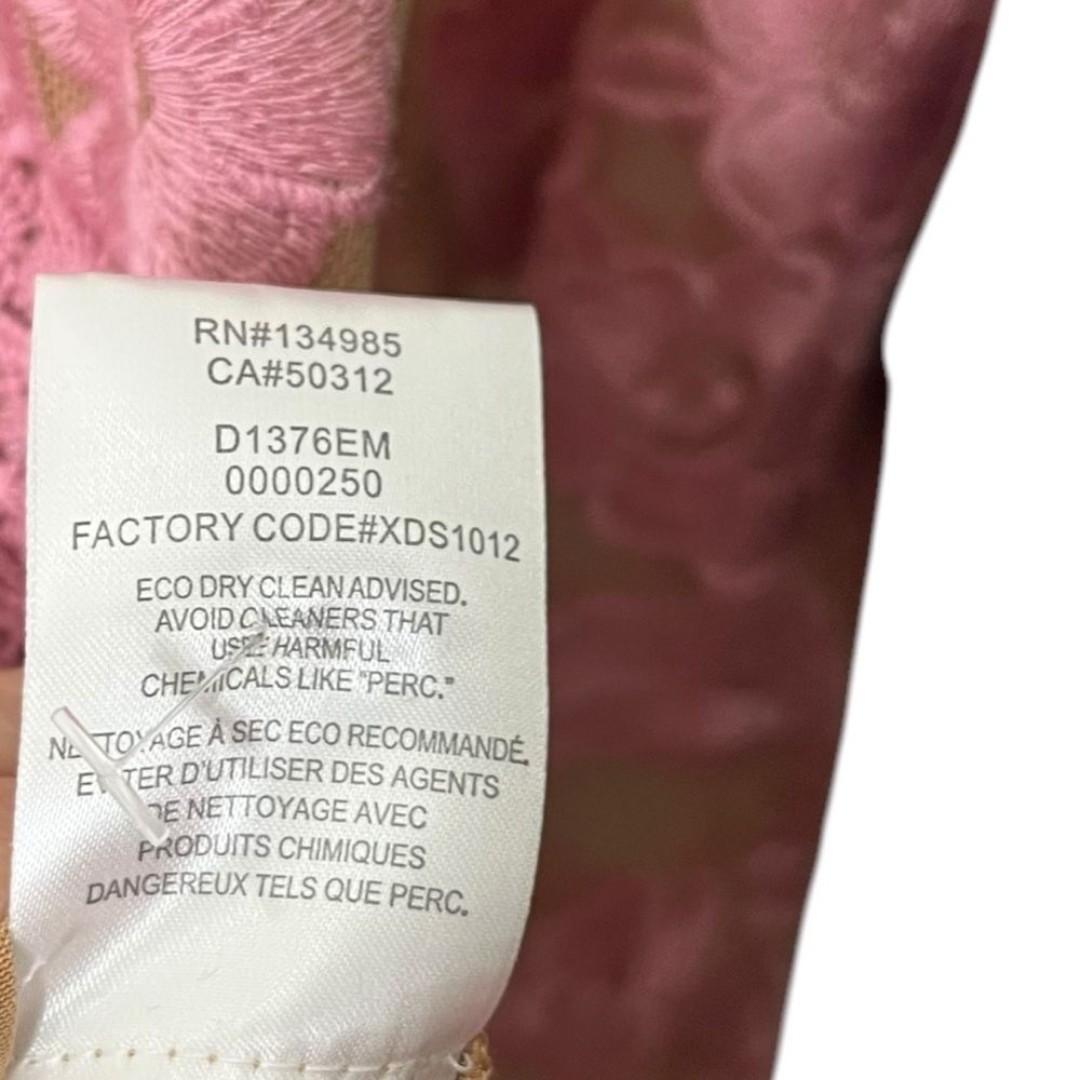 RN#134985
CA#50312
D1376EM
0000250
FACTORY CODE#XDS1012
ECO DRY CLEAN ADVISED.
AVOID CLEANERS THAT
USE HARMFUL
CHEMICALS LIKE "PERC."
NETTOYAGE À SEC ECO RECOMMANDÉ.
EVITER D'UTILISER DES AGENTS
DE NETTOYAGE AVEC
PRODUITS CHIMIQUES
DANGEREUX TELS QUE PERC.